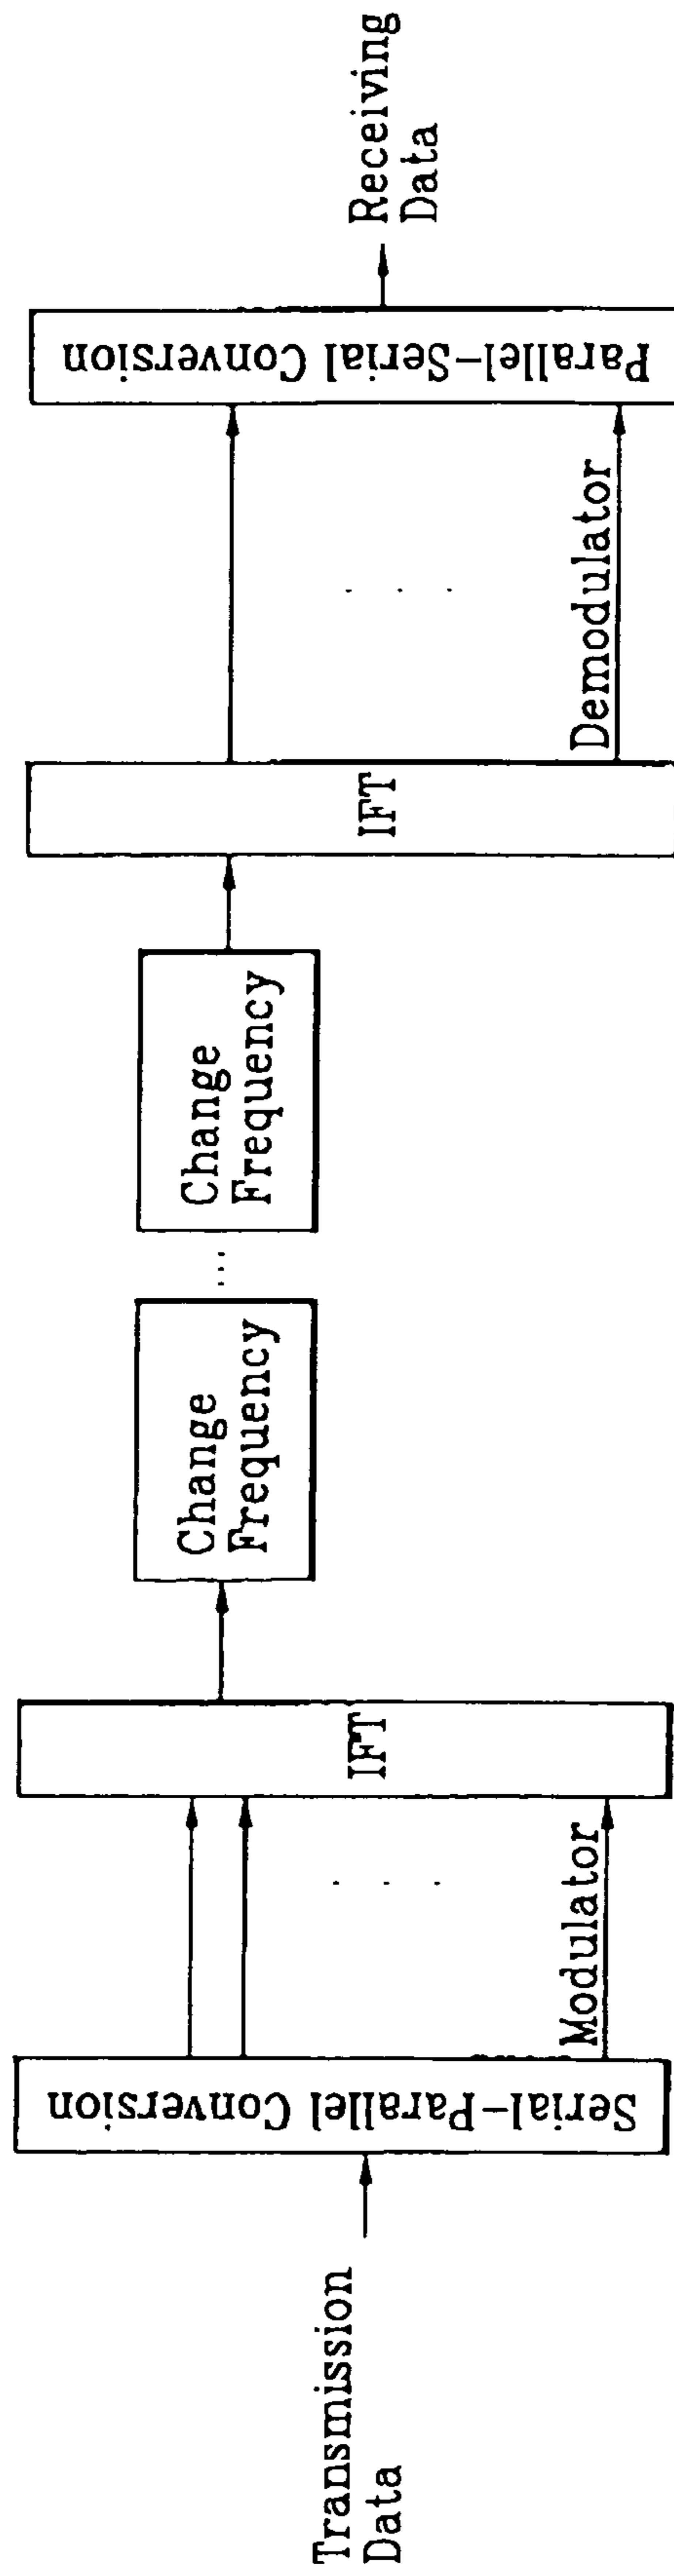 Transmission
Data
Serial-Parallel Conversion
Modulator
IFT
Change
Frequency
...
Change
Frequency
IFT
Demodulator
Parallel-Serial Conversion
Receiving
Data